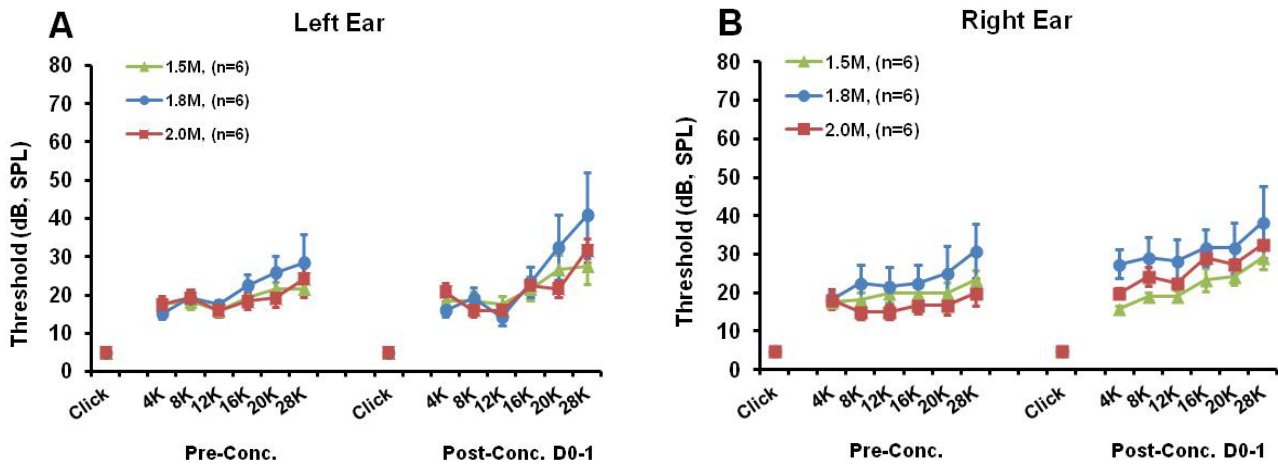 A
Left Ear
1.5M, (n=6)
1.8M, (n=6)
2.0M, (n=6)
Threshold (dB, SPL)
80
70
60
50
40
30
20
10
0
Click
4K
8K
12K
16K
20K
28K
Click
4K
8K
12K
16K
20K
28K
Pre-Conc.
Post-Conc. D0-1
B
Right Ear
1.5M, (n=6)
1.8M, (n=6)
2.0M, (n=6)
Threshold (dB, SPL)
80
70
60
50
40
30
20
10
0
Click
4K
8K
12K
16K
20K
28K
Click
4K
8K
12K
16K
20K
28K
Pre-Conc.
Post-Conc. D0-1